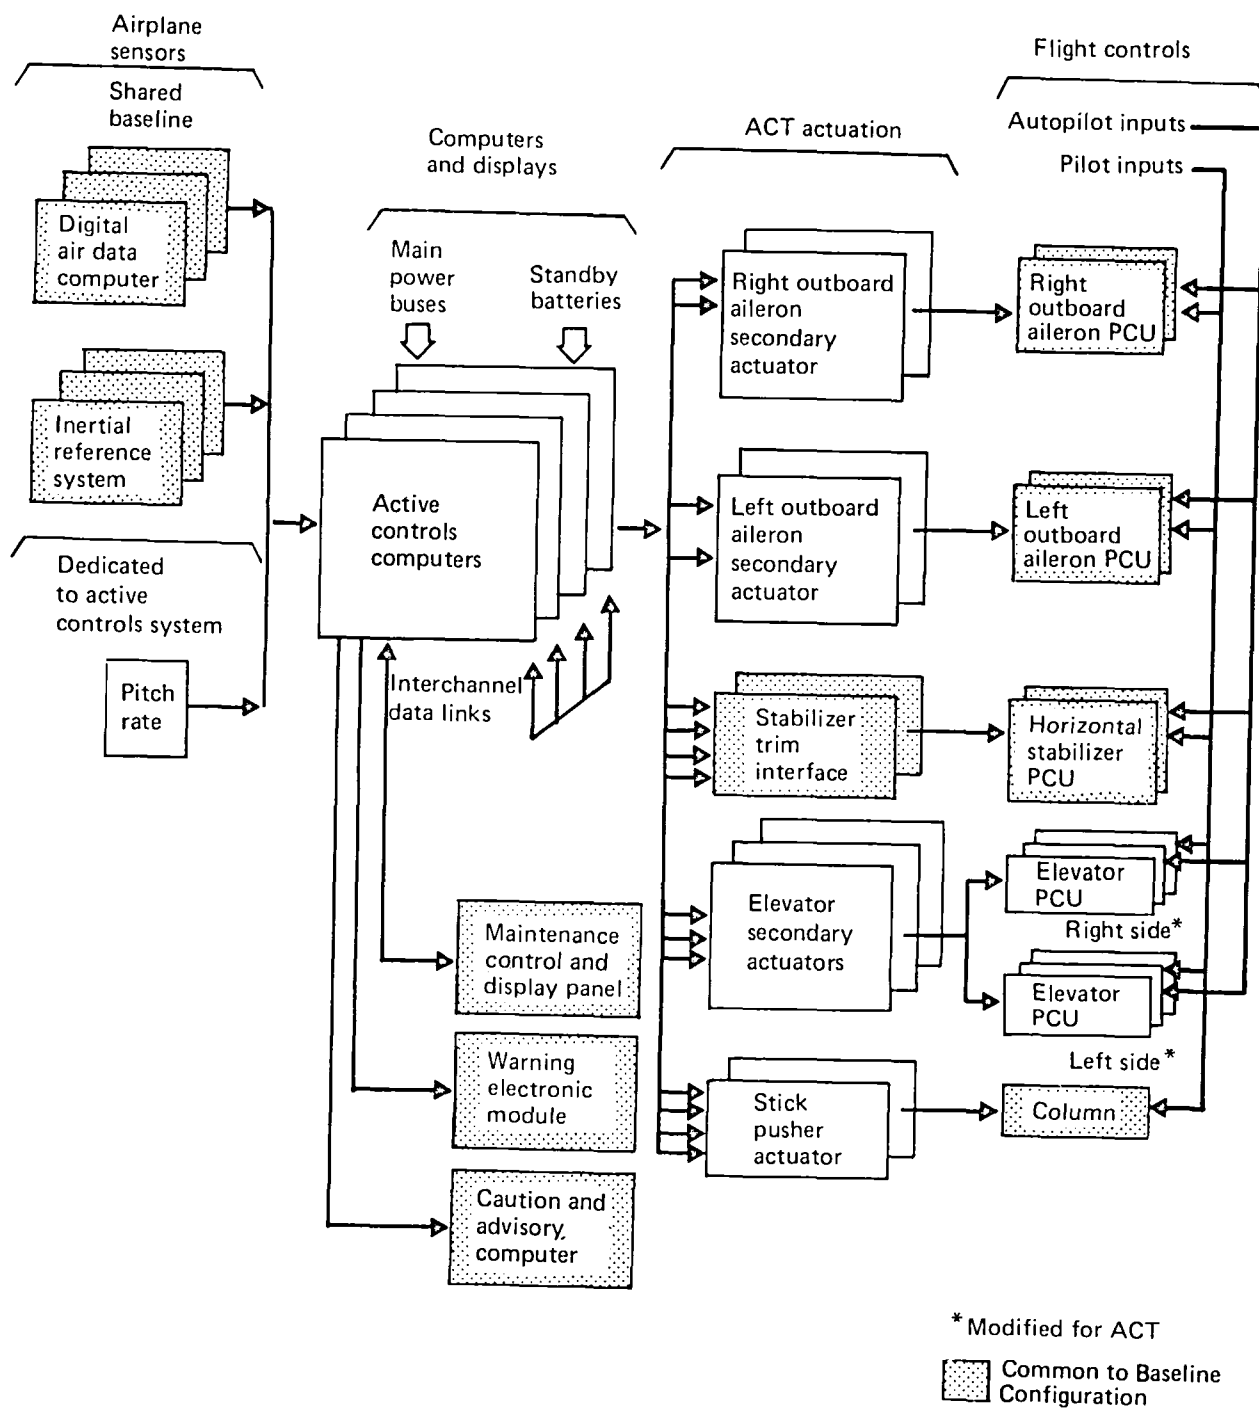 Airplane
sensors
Shared
baseline
Digital
air data
computer
Inertial
reference
system
Dedicated
to active
controls system
Pitch
rate
Computers
and displays
Main
power
buses
Standby
batteries
Active
controls
computers
Interchannel
data links
Maintenance
control and
display panel
Warning
electronic
module
Caution and
advisory,
computer
ACT actuation
Right outboard
aileron
secondary
actuator
Left outboard
aileron
secondary
actuator
Stabilizer
trim
interface
Elevator
secondary
actuators
Stick
pusher
actuator
Flight controls
Autopilot inputs
Pilot inputs
Right
outboard
aileron PCU
Left
outboard
aileron PCU
Horizontal
stabilizer
PCU
Elevator
PCU
Right side*
Elevator
PCU
Left side*
Column
*Modified for ACT
Common to Baseline
Configuration